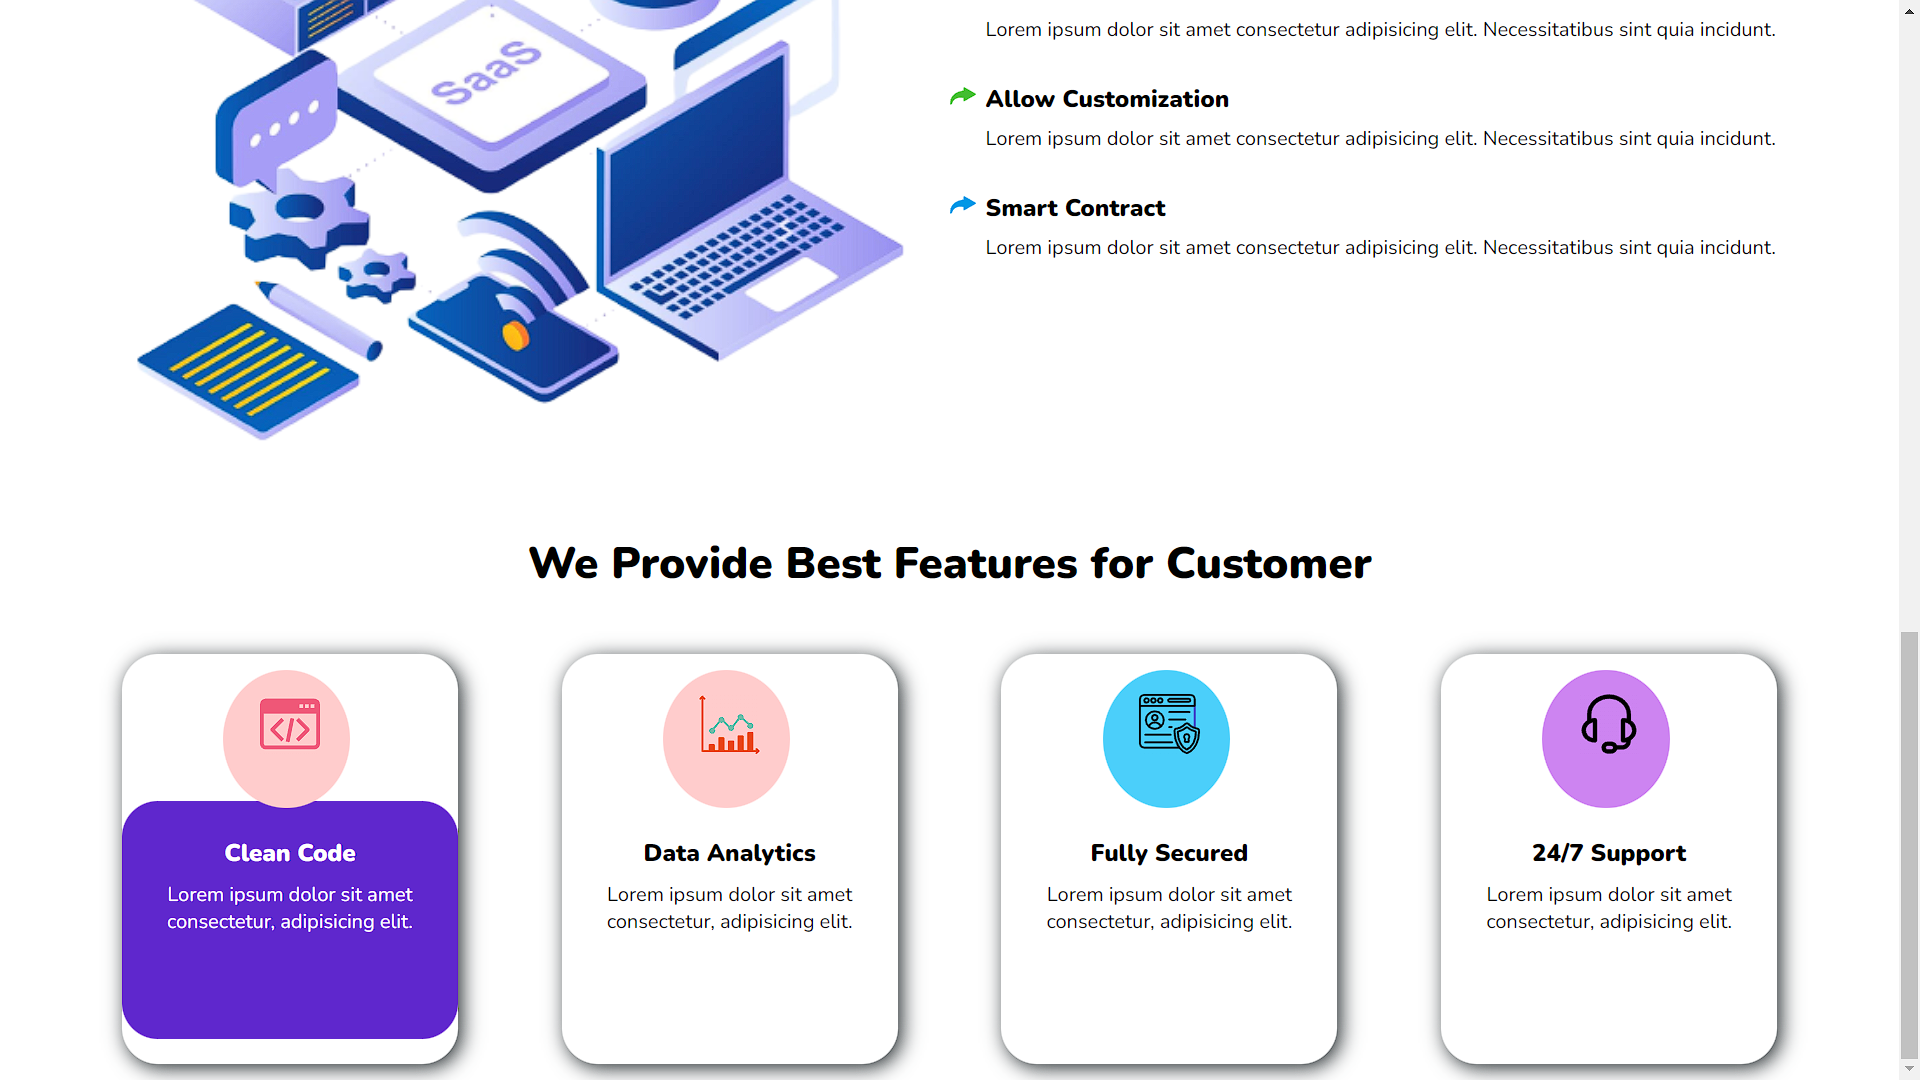 SaaS
Lorem ipsum dolor sit amet consectetur adipisicing elit. Necessitatibus sint quia incidunt.
Allow Customization
Lorem ipsum dolor sit amet consectetur adipisicing elit. Necessitatibus sint quia incidunt.
Smart Contract
Lorem ipsum dolor sit amet consectetur adipisicing elit. Necessitatibus sint quia incidunt.
We Provide Best Features for Customer
Clean Code
Lorem ipsum dolor sit amet
consectetur, adipisicing elit.
Data Analytics
Lorem ipsum dolor sit amet
consectetur, adipisicing elit.
Fully Secured
Lorem ipsum dolor sit amet
consectetur, adipisicing elit.
24/7 Support
Lorem ipsum dolor sit amet
consectetur, adipisicing elit.